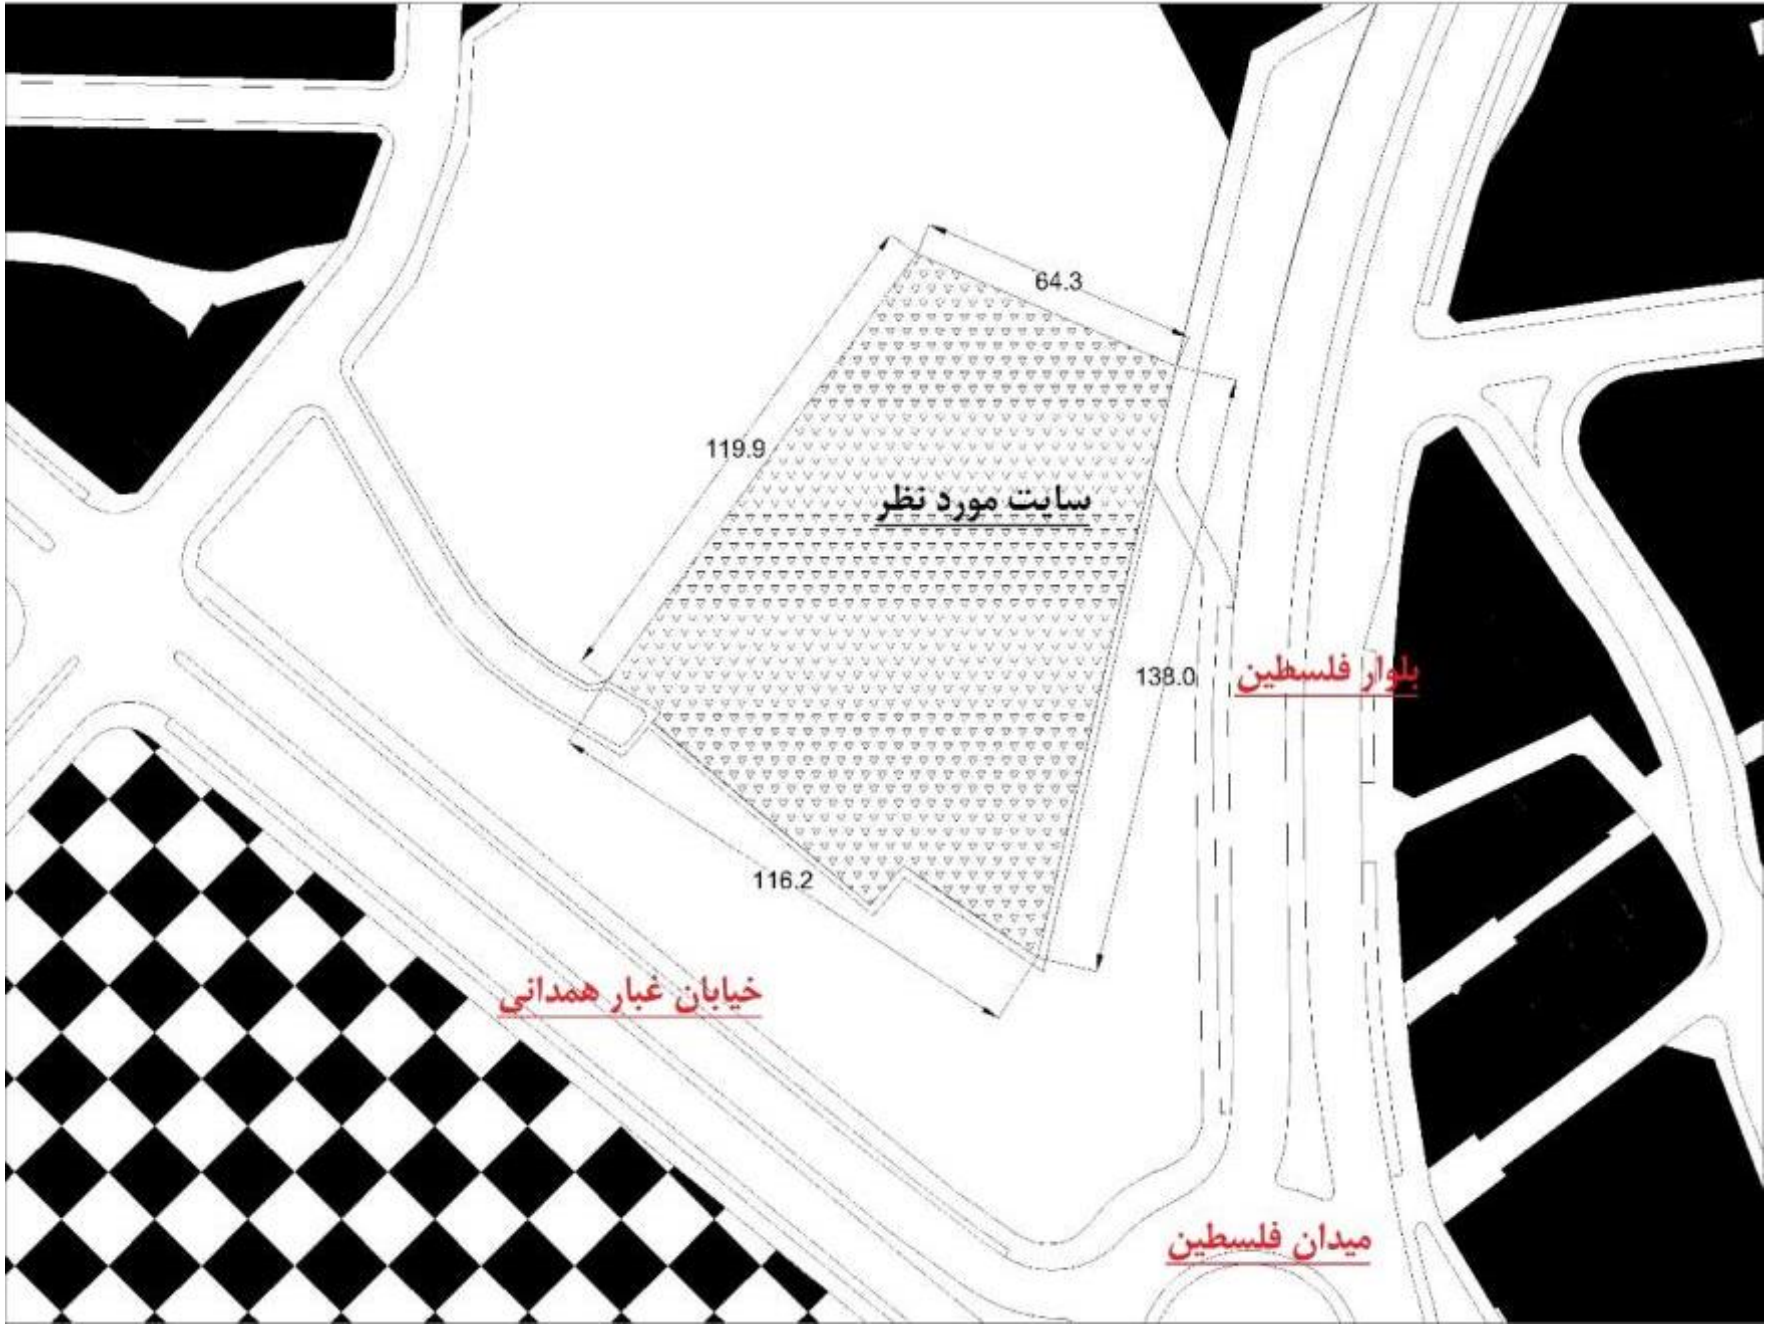 64.3
119.9
سایت مورد نظر
138.0
بلوار فلسطین
116.2
خیابان غبار همدانی
میدان فلسطین